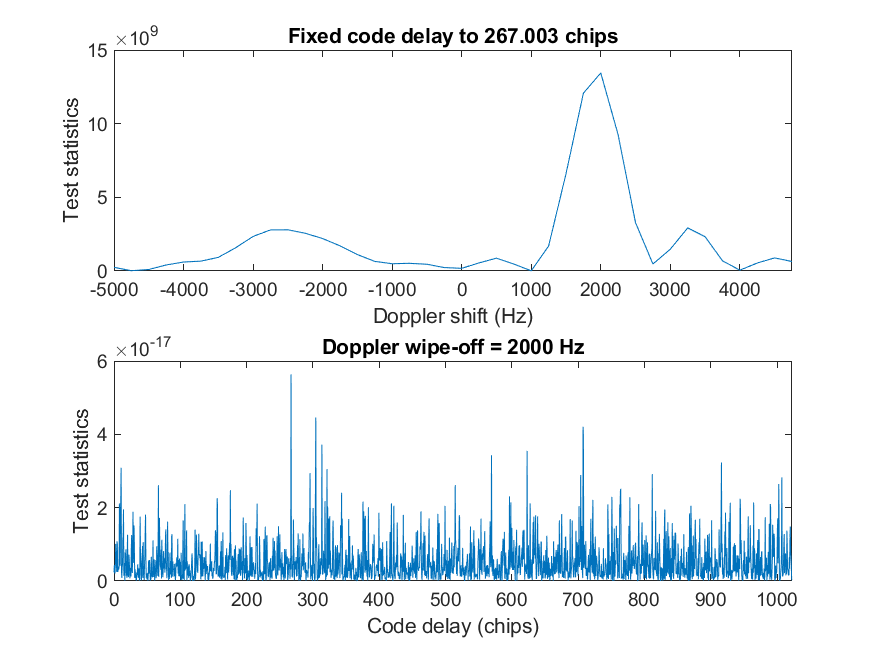 ×10^9
Fixed code delay to 267.003 chips
15
10
5
0
Test statistics
-5000 -4000 -3000 -2000 -1000 0 1000 2000 3000 4000
Doppler shift (Hz)
×10^-17
Doppler wipe-off = 2000 Hz
6
4
2
0
Test statistics
0 100 200 300 400 500 600 700 800 900 1000
Code delay (chips)